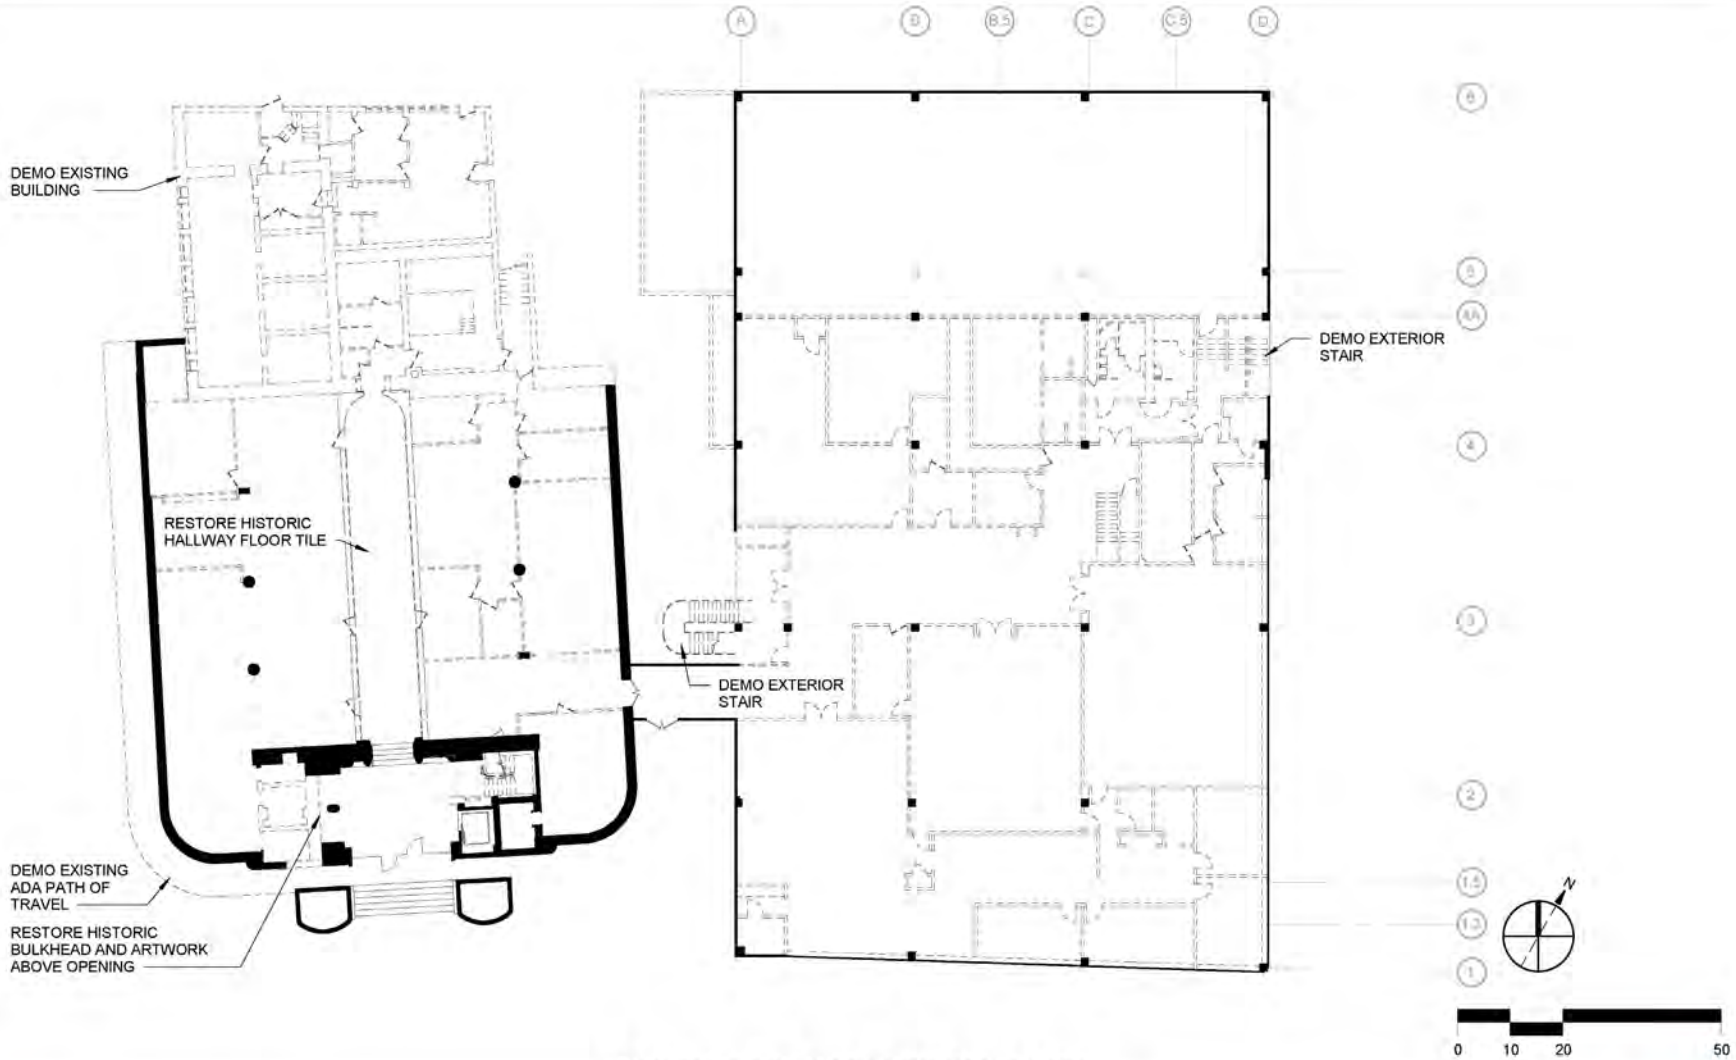 A B B.5 C C.5 D
6
DEMO EXISTING
BUILDING
5
4A
DEMO EXTERIOR
STAIR
4
RESTORE HISTORIC
HALLWAY FLOOR TILE
3
DEMO EXTERIOR
STAIR
2
DEMO EXISTING
ADA PATH OF
TRAVEL
1.5
N
RESTORE HISTORIC
BULKHEAD AND ARTWORK
ABOVE OPENING
1.3
1
0 10 20 50